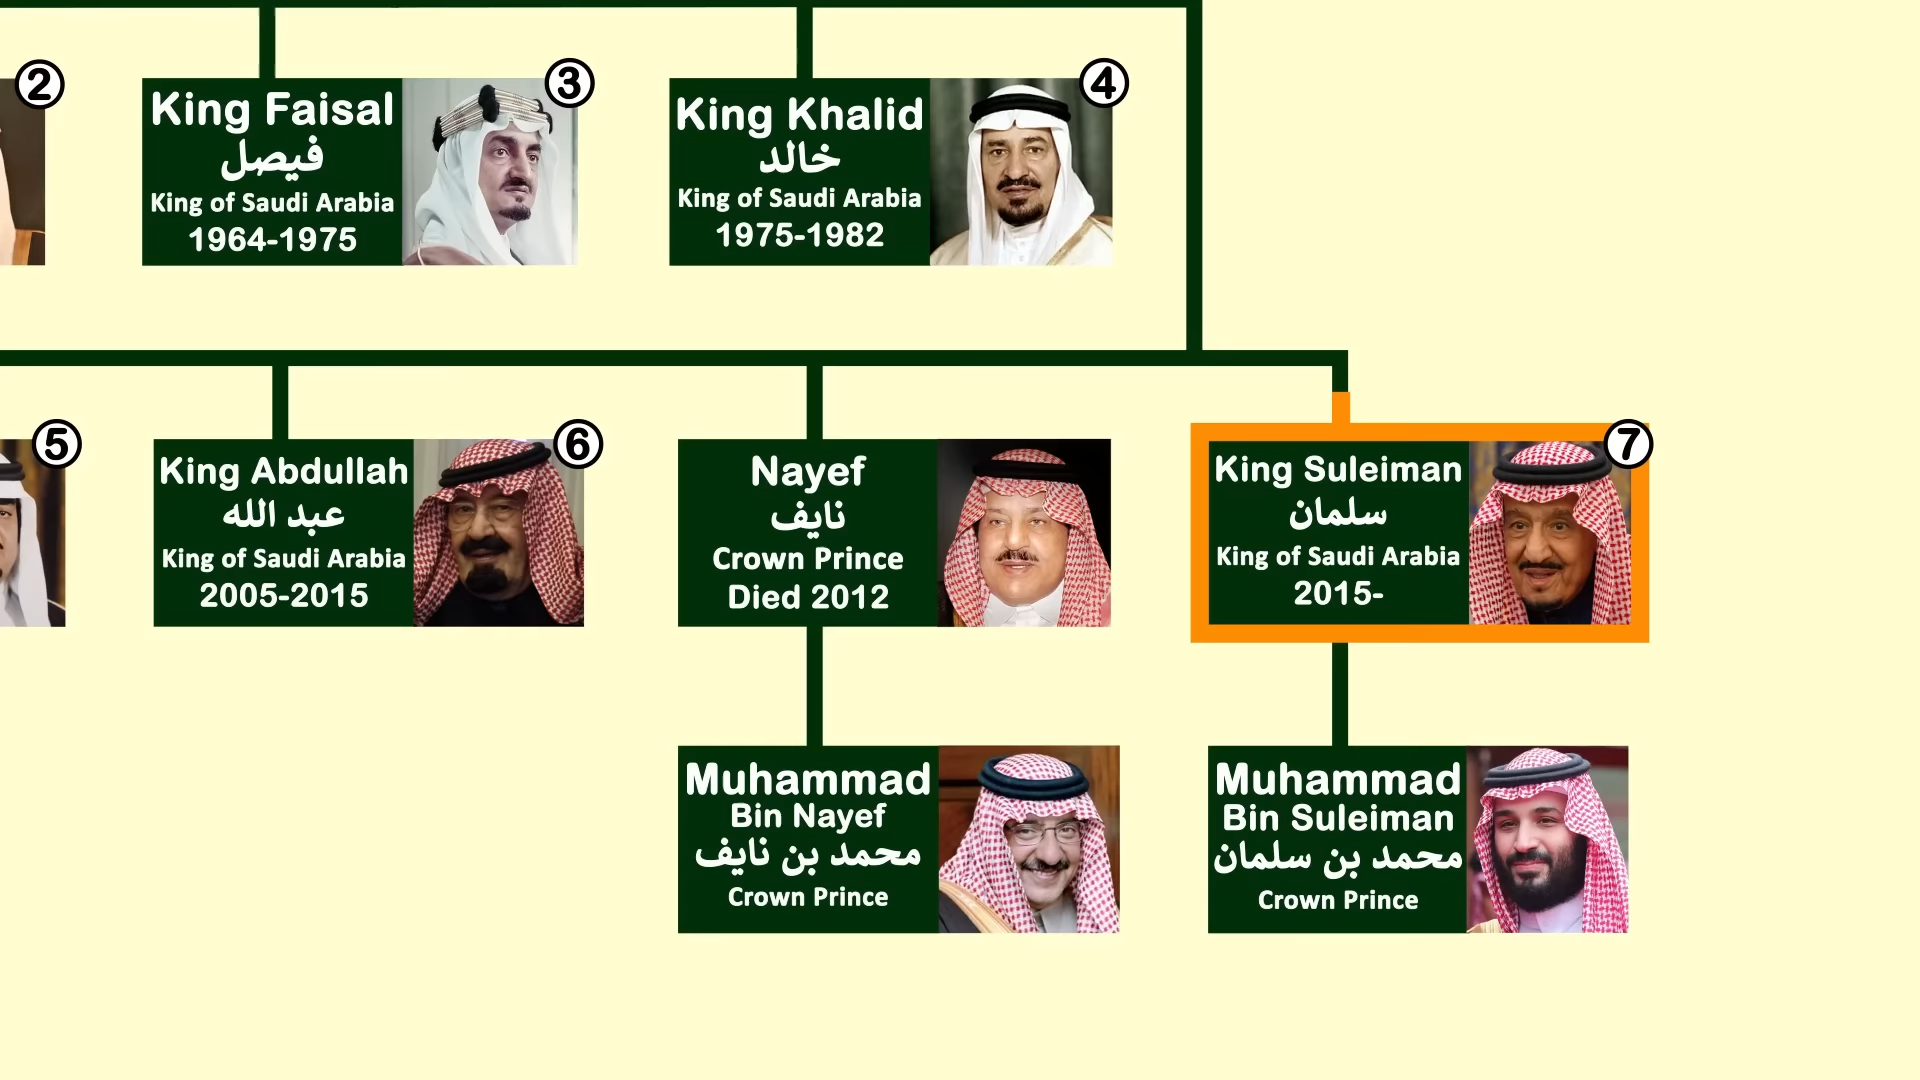 2
3
King Faisal
فيصل
King of Saudi Arabia
1964-1975
4
King Khalid
خالد
King of Saudi Arabia
1975-1982
5
6
King Abdullah
عبد الله
King of Saudi Arabia
2005-2015
Nayef
نايف
Crown Prince
Died 2012
7
King Suleiman
سلمان
King of Saudi Arabia
2015-
Muhammad
Bin Nayef
محمد بن نايف
Crown Prince
Muhammad
Bin Suleiman
محمد بن سلمان
Crown Prince